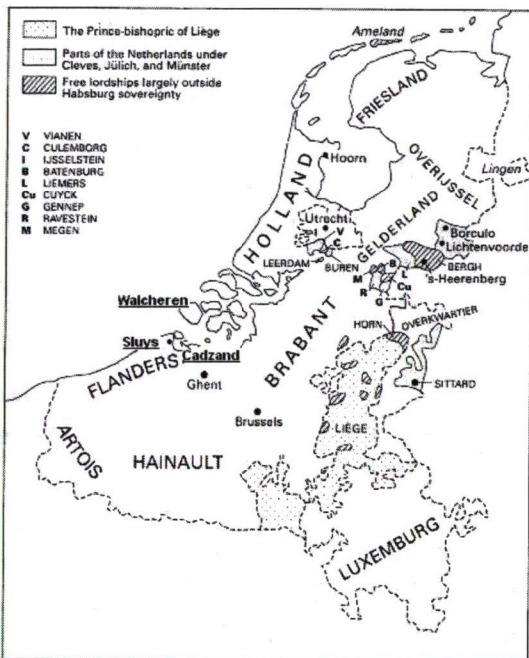 The Prince-bishopric of Liège
Parts of the Netherlands under
Cleves, Jülich, and Münster
Free lordships largely outside
Habsburg sovereignty
V VIANEN
C CULEMBORG
I IJSSELSTEIN
B BATENBURG
L LIEMERS
Cu CUYCK
G GENNEP
R RAVESTEIN
M MEGEN
Ameland
FRIESLAND
Hoorn
HOLLAND
OVERIJSSEL
Lingen
Utrecht
I
V
C
GELDERLAND
Borculo
Lichtenvoorde
LEERDAM
BUREN
BERGH
's-Heerenberg
B
L
M
Cu
R
G
Walcheren
HORN
OVERKWARTIER
Sluys
Cadzand
FLANDERS
BRABANT
Ghent
SITTARD
Brussels
LIÈGE
ARTOIS
HAINAULT
LUXEMBURG